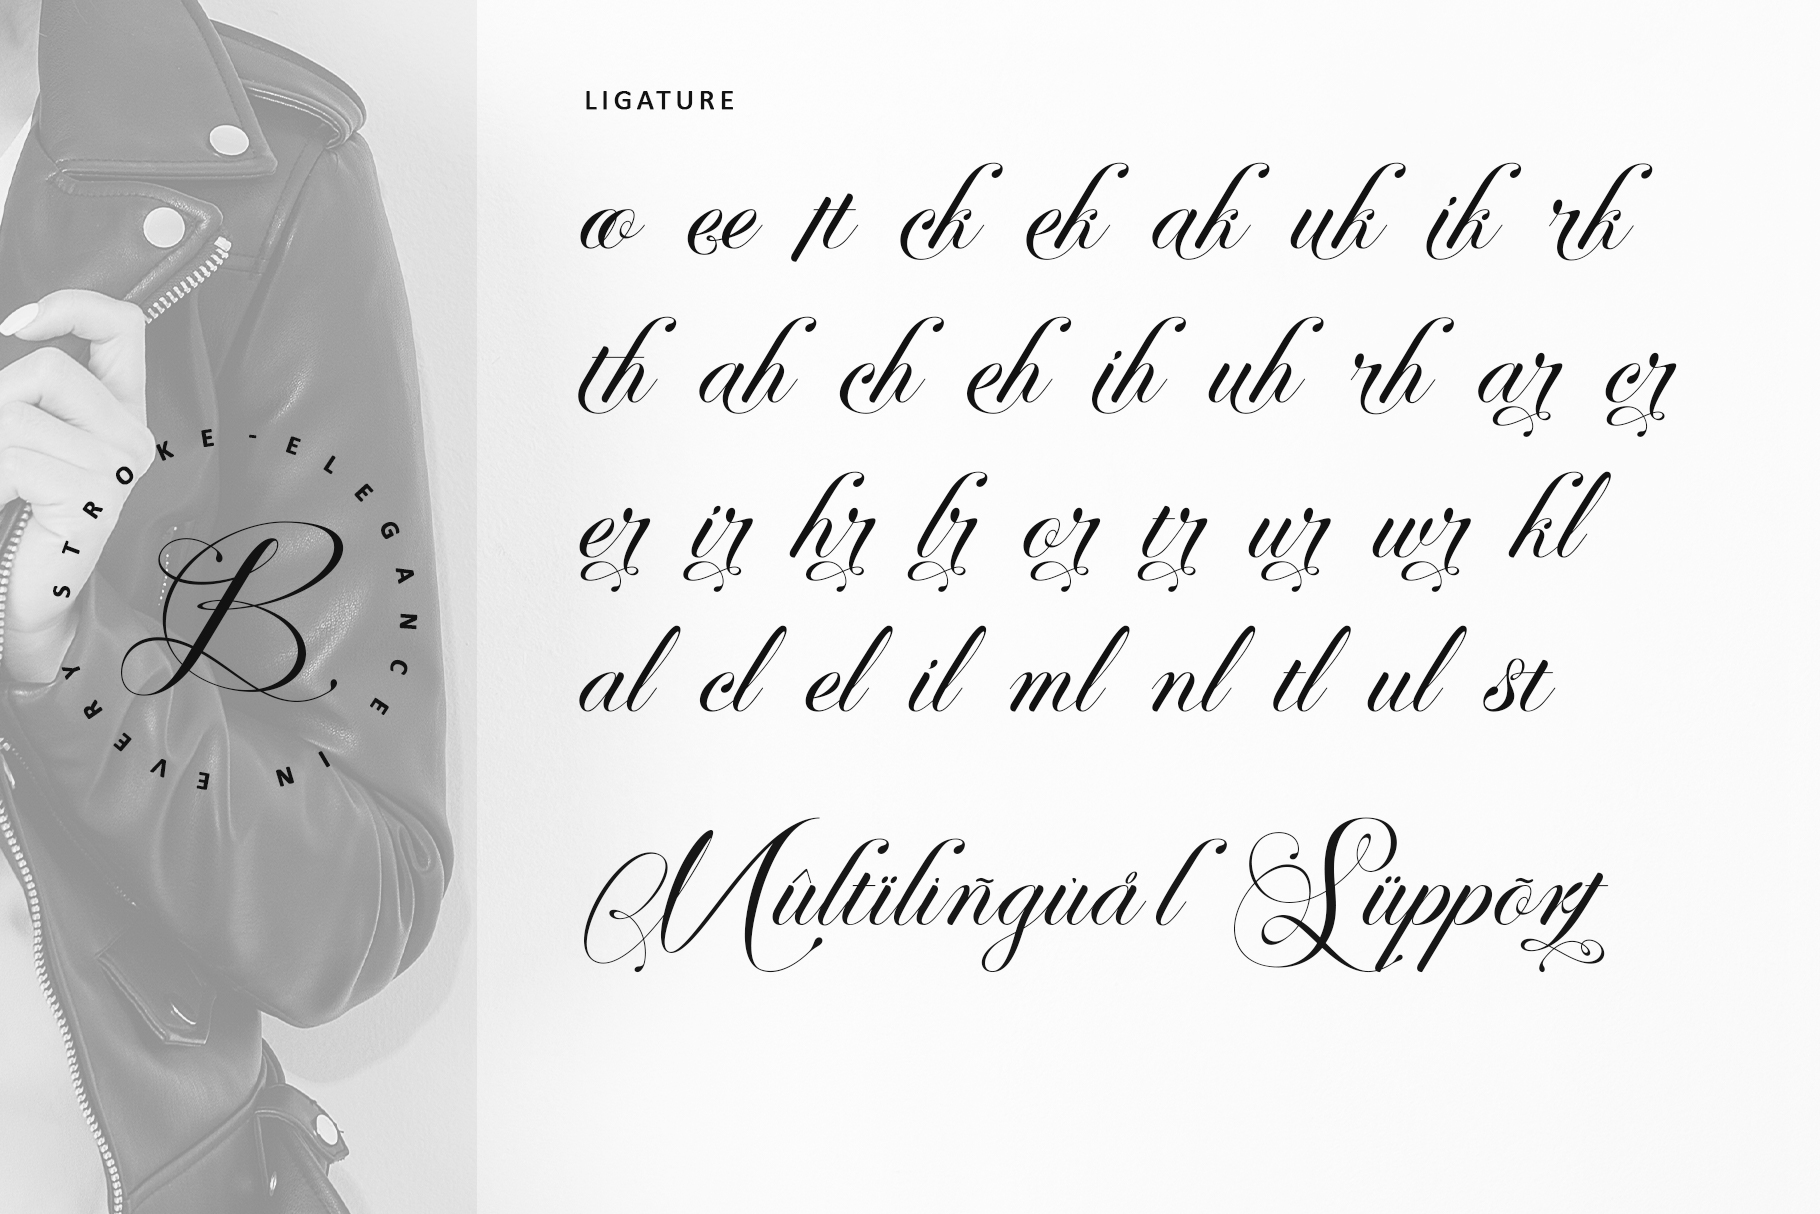 LIGATURE
oo ee tt ck ek ak uk ik rk
th ah ch eh ih uh rh ar cr
er ir hr lr or tr ur wr kl
al cl el il ml nl tl ul st
Mûltïliñgùål Süppõrt
B
ELEGANCE IN EVERY STROKE -